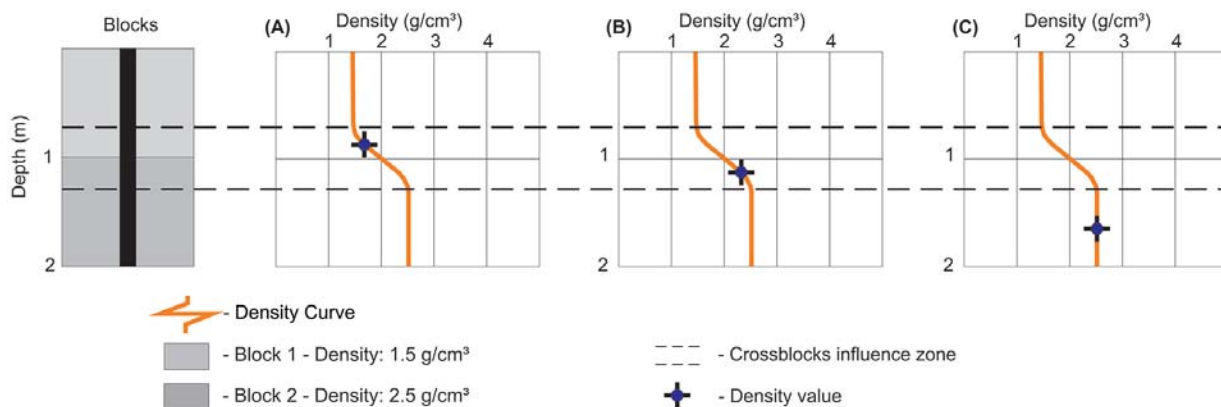 Blocks
(A)
Density (g/cm³)
1 2 3 4
(B)
Density (g/cm³)
1 2 3 4
(C)
Density (g/cm³)
1 2 3 4
Depth (m)
1
2
1
2
1
2
- Density Curve
- Block 1 - Density: 1.5 g/cm³
- Block 2 - Density: 2.5 g/cm³
- Crossblocks influence zone
- Density value